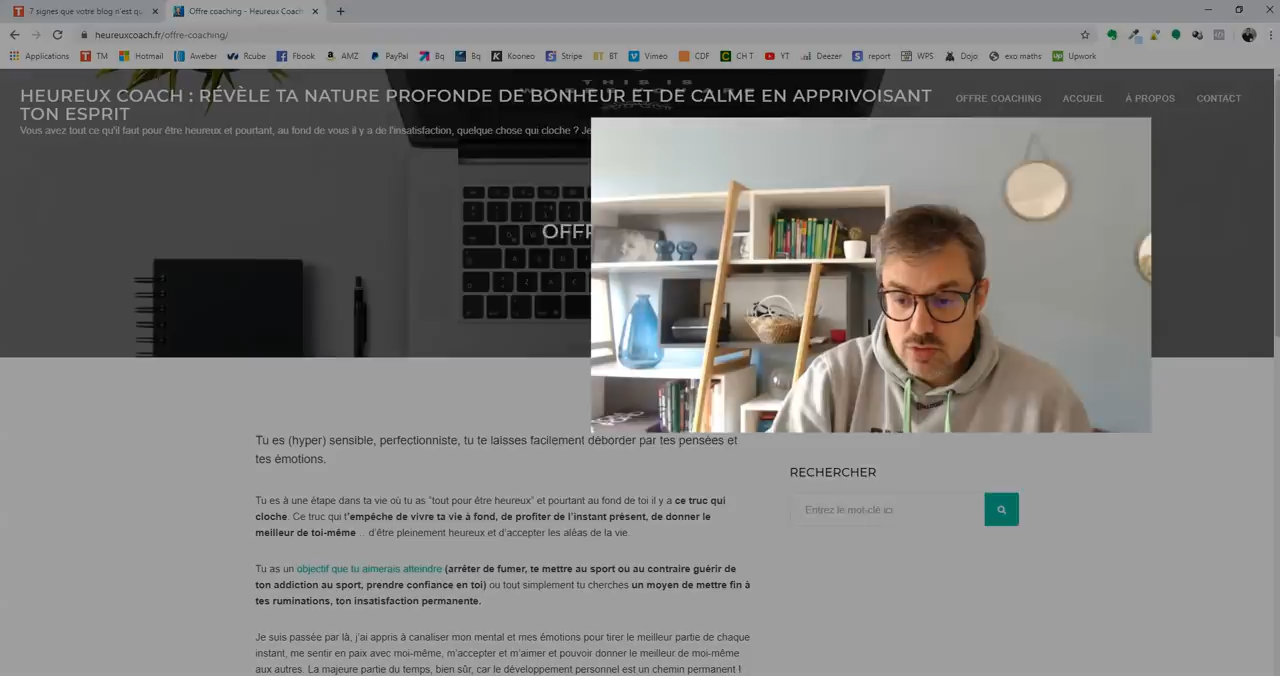 7 signes que votre blog n'est qu
Offre coaching - Heureux Coach
heureuxcoach.fr/offre-coaching/
Applications
TM
Hotmail
Aweber
Rcube
Fbook
AMZ
PayPal
Bq
Bq
Kooneo
Stripe
BT
BT
Vimeo
CDF
CH T
YT
Deezer
report
WPS
Dojo
exo maths
Upwork
THIS IS
HEUREUX COACH : RÉVÈLE TA NATURE PROFONDE DE BONHEUR ET DE CALME EN APPRIVOISANT
TON ESPRIT
OFFRE COACHING
ACCUEIL
À PROPOS
CONTACT
Vous avez tout ce qu'il faut pour être heureux et pourtant, au fond de vous il y a de l'insatisfaction, quelque chose qui cloche ? Je
OFF
Tu es (hyper) sensible, perfectionniste, tu te laisses facilement déborder par tes pensées et
tes émotions.
Tu es à une étape dans ta vie où tu as "tout pour être heureux" et pourtant au fond de toi il y a ce truc qui
cloche. Ce truc qui t'empêche de vivre ta vie à fond, de profiter de l'instant présent, de donner le
meilleur de toi-même .. d'être pleinement heureux et d'accepter les aléas de la vie.
Tu as un objectif que tu aimerais atteindre (arrêter de fumer, te mettre au sport ou au contraire guérir de
ton addiction au sport, prendre confiance en toi) ou tout simplement tu cherches un moyen de mettre fin à
tes ruminations, ton insatisfaction permanente.
Je suis passée par là, j'ai appris à canaliser mon mental et mes émotions pour tirer le meilleur partie de chaque
instant, me sentir en paix avec moi-même, m'accepter et m'aimer et pouvoir donner le meilleur de moi-même
aux autres. La majeure partie du temps, bien sûr, car le développement personnel est un chemin permanent !
RECHERCHER
Entrez le mot-clé ici